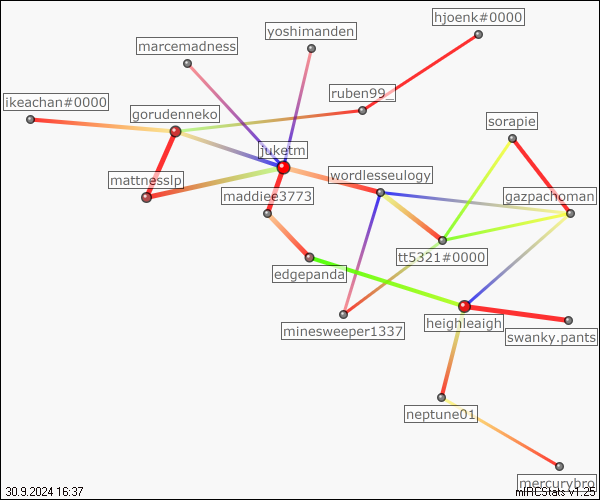 hjoenk#0000
yoshimanden
marcemadness
ruben99_
ikeachan#0000
gorudenneko
sorapie
juketm
wordlesseulogy
mattnesslp
maddiee3773
gazpachoman
tt5321#0000
edgepanda
heighleaigh
minesweeper1337
swanky.pants
neptune01
mercurybro
30.9.2024 16:37
mIRCStats v1.25